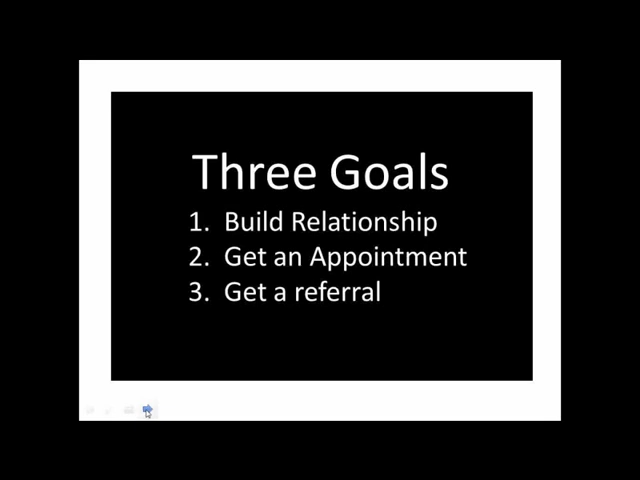 Three Goals
1. Build Relationship
2. Get an Appointment
3. Get a referral